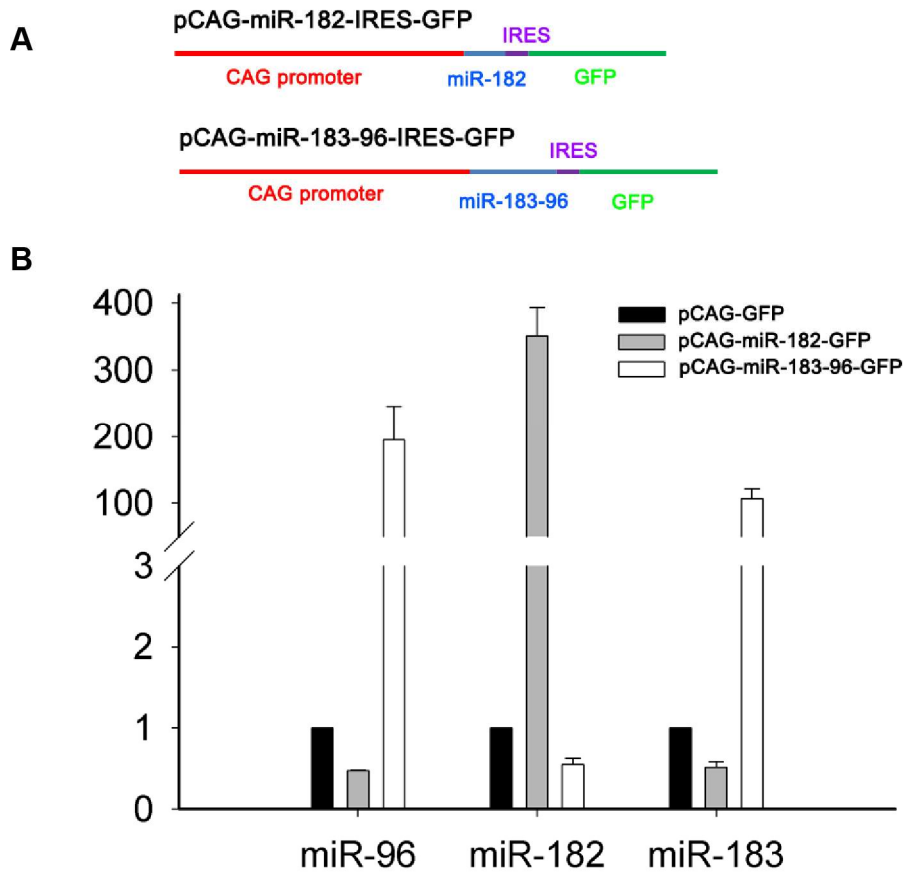 A
pCAG-miR-182-IRES-GFP
IRES
CAG promoter
miR-182
GFP
pCAG-miR-183-96-IRES-GFP
IRES
CAG promoter
miR-183-96
GFP
B
400
300
200
100
3
2
1
0
pCAG-GFP
pCAG-miR-182-GFP
pCAG-miR-183-96-GFP
miR-96
miR-182
miR-183